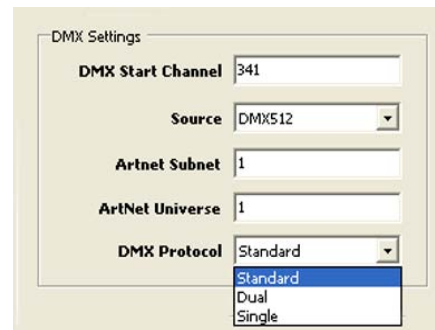 DMX Settings
DMX Start Channel 341
Source DMX512
Artnet Subnet 1
ArtNet Universe 1
DMX Protocol Standard
Standard
Dual
Single